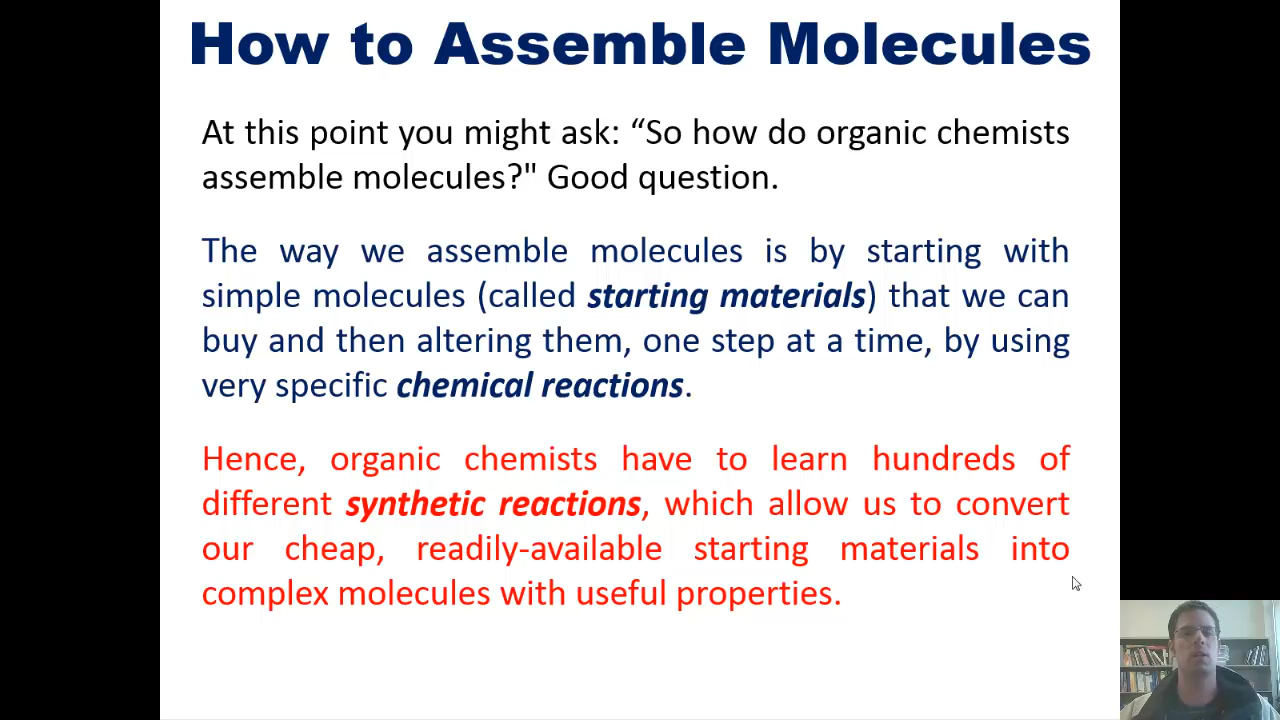 How to Assemble Molecules
At this point you might ask: “So how do organic chemists
assemble molecules?" Good question.
The way we assemble molecules is by starting with
simple molecules (called starting materials) that we can
buy and then altering them, one step at a time, by using
very specific chemical reactions.
Hence, organic chemists have to learn hundreds of
different synthetic reactions, which allow us to convert
our cheap, readily-available starting materials into
complex molecules with useful properties.